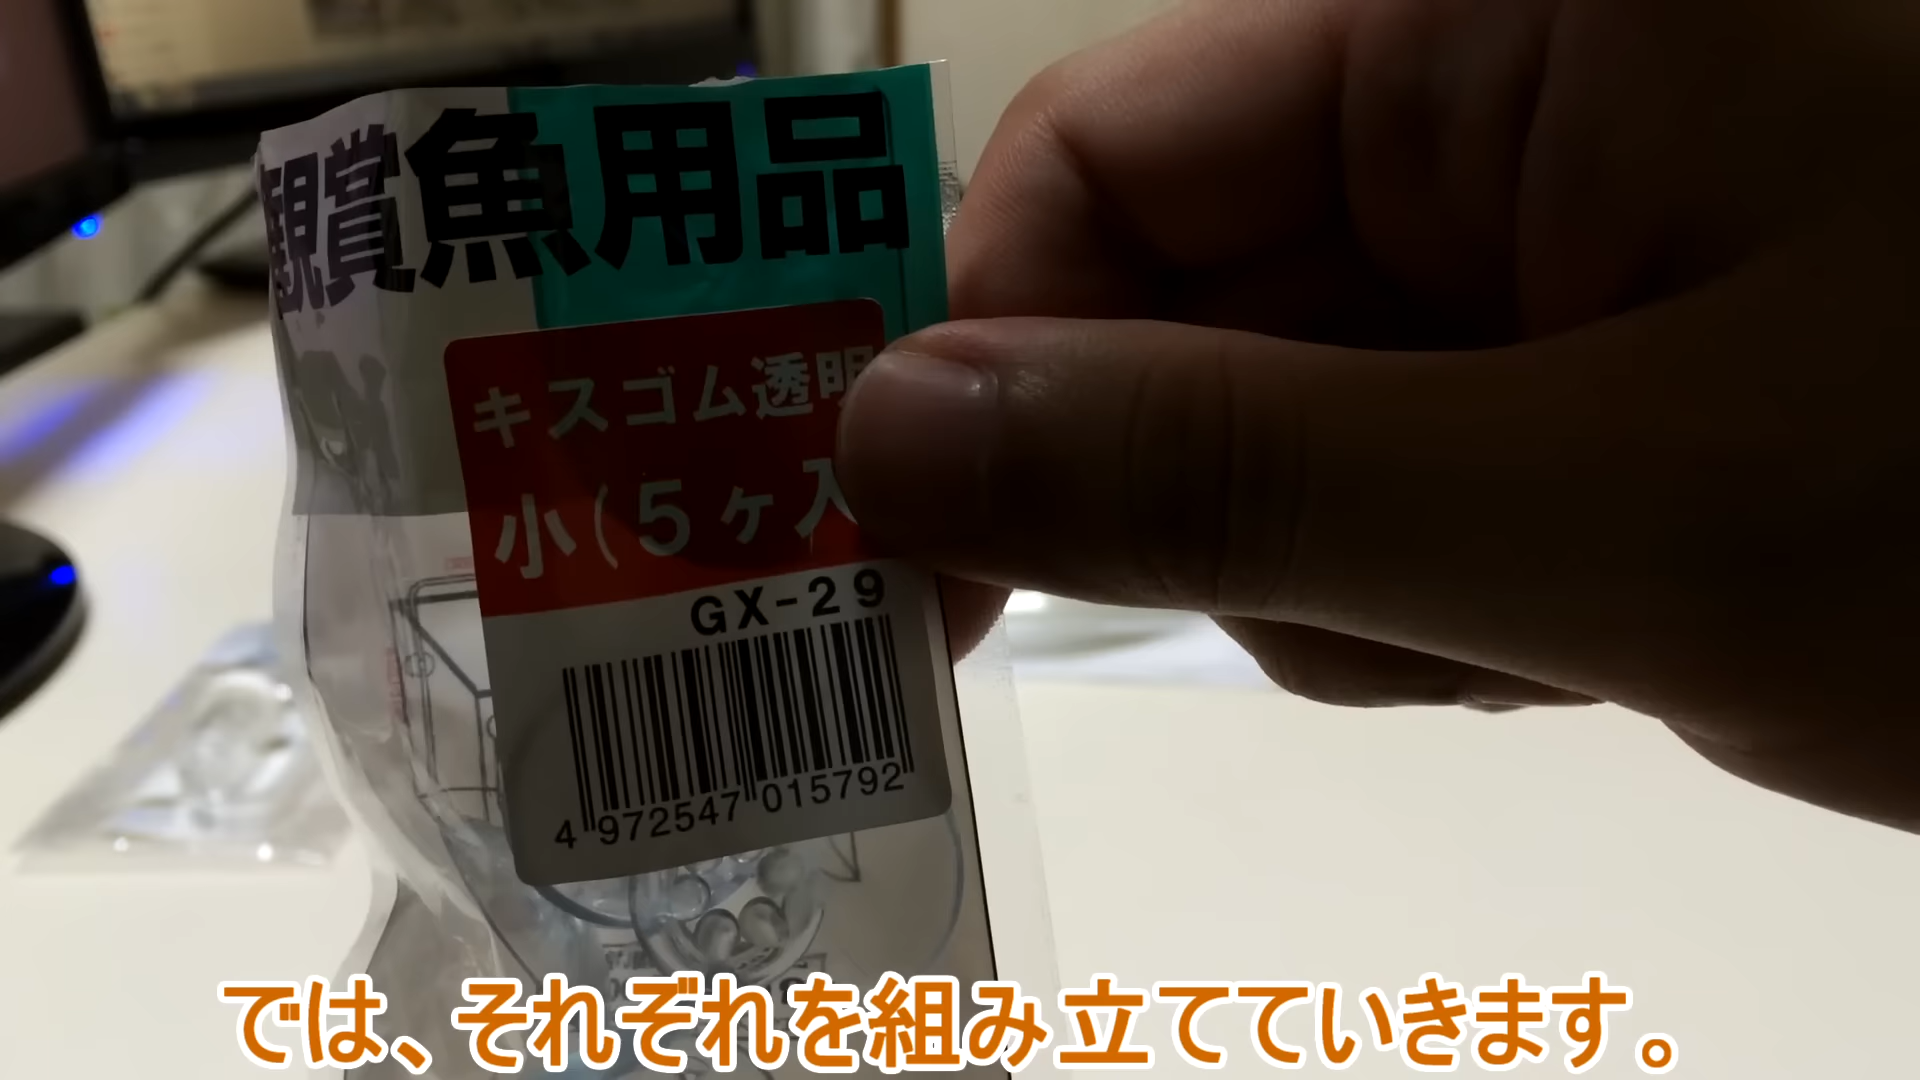 観賞魚用品
キスゴム透明
小(5ヶ入
GX-29
4 972547 015792
では、それぞれを組み立てていきます。